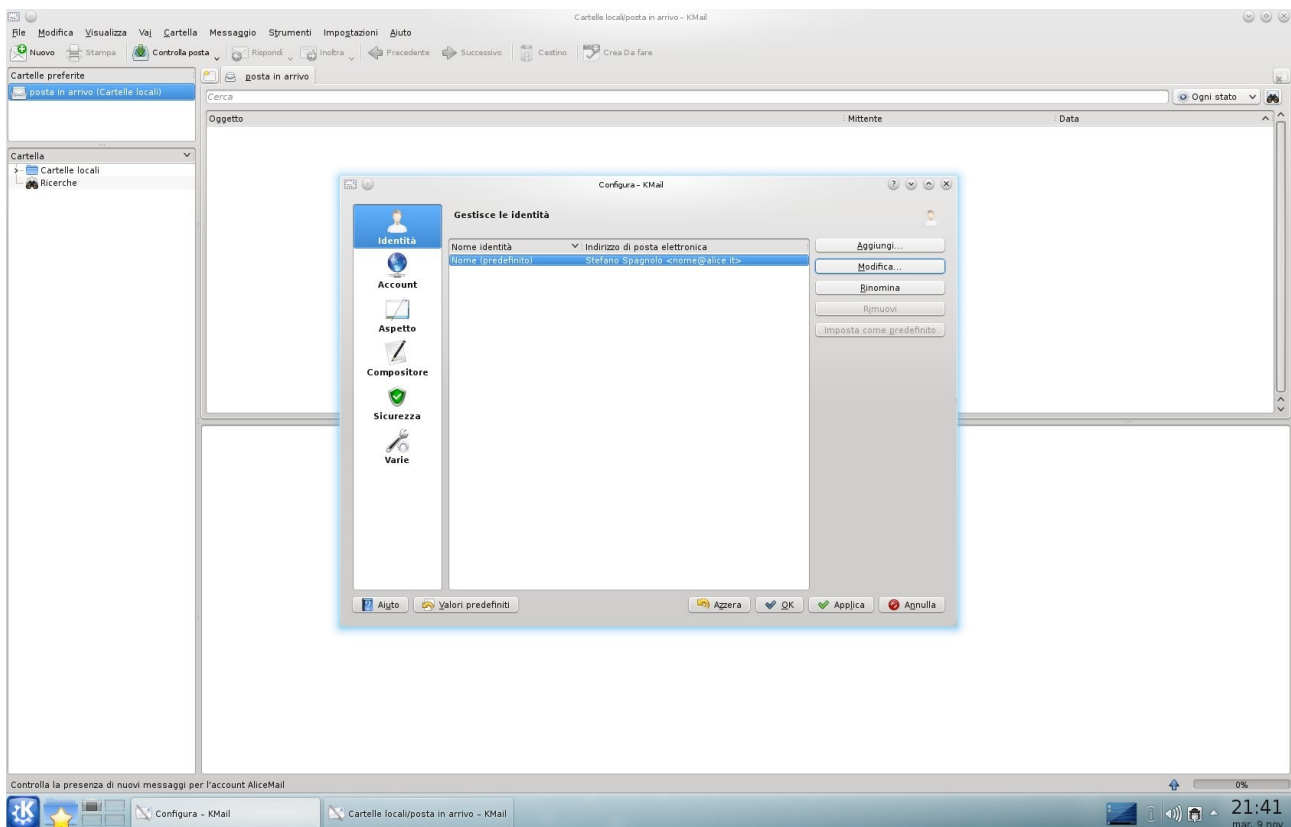 Cartelle locali/posta in arrivo – KMail
File Modifica Visualizza Vai Cartella Messaggio Strumenti Impostazioni Aiuto
Nuovo Stampa Controlla posta Rispondi Inoltra Precedente Successivo Cestino Crea Da fare
Cartelle preferite
posta in arrivo
posta in arrivo (Cartelle locali)
Cerca
Ogni stato
Oggetto Mittente Data
Cartella
Cartelle locali
Ricerche
Configura – KMail
Gestisce le identità
Identità
Account
Aspetto
Compositore
Sicurezza
Varie
Nome identità Indirizzo di posta elettronica
Nome (predefinito) Stefano Spagnolo <nome@alice.it>
Aggiungi...
Modifica...
Rinomina
Rimuovi
Imposta come predefinito
Aiuto Valori predefiniti Azzera OK Applica Annulla
Controlla la presenza di nuovi messaggi per l'account AliceMail
0%
Configura – KMail
Cartelle locali/posta in arrivo – KMail
21:41
mar. 9 nov